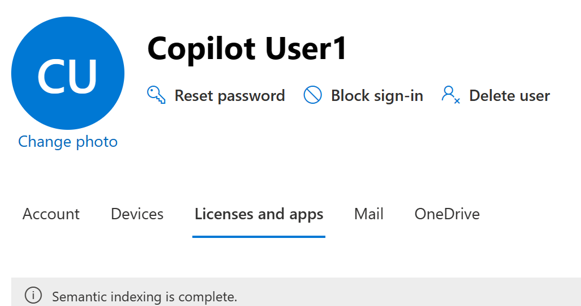 CU
Copilot User1
Reset password Block sign-in Delete user
Change photo
Account Devices Licenses and apps Mail OneDrive
Semantic indexing is complete.